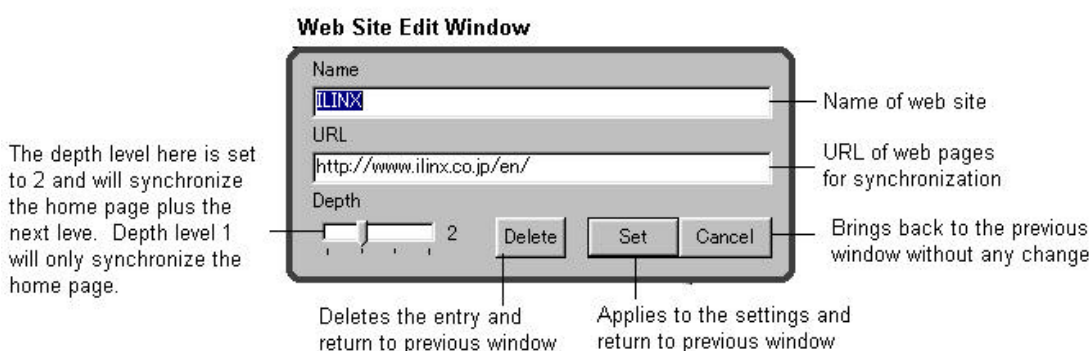 Web Site Edit Window
Name
ILINX
Name of web site
URL
http://www.ilinx.co.jp/en/
URL of web pages
for synchronization
The depth level here is set
to 2 and will synchronize
the home page plus the
next leve. Depth level 1
will only synchronize the
home page.
Depth
2
Delete
Set
Cancel
Brings back to the previous
window without any change
Deletes the entry and
return to previous window
Applies to the settings and
return to previous window